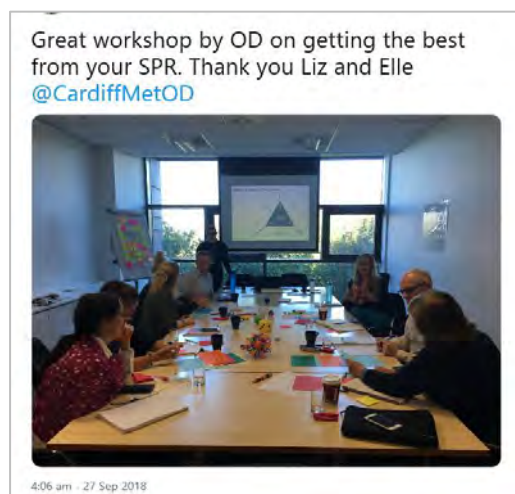 Great workshop by OD on getting the best
from your SPR. Thank you Liz and Elle
@CardiffMetOD
4:06 am - 27 Sep 2018